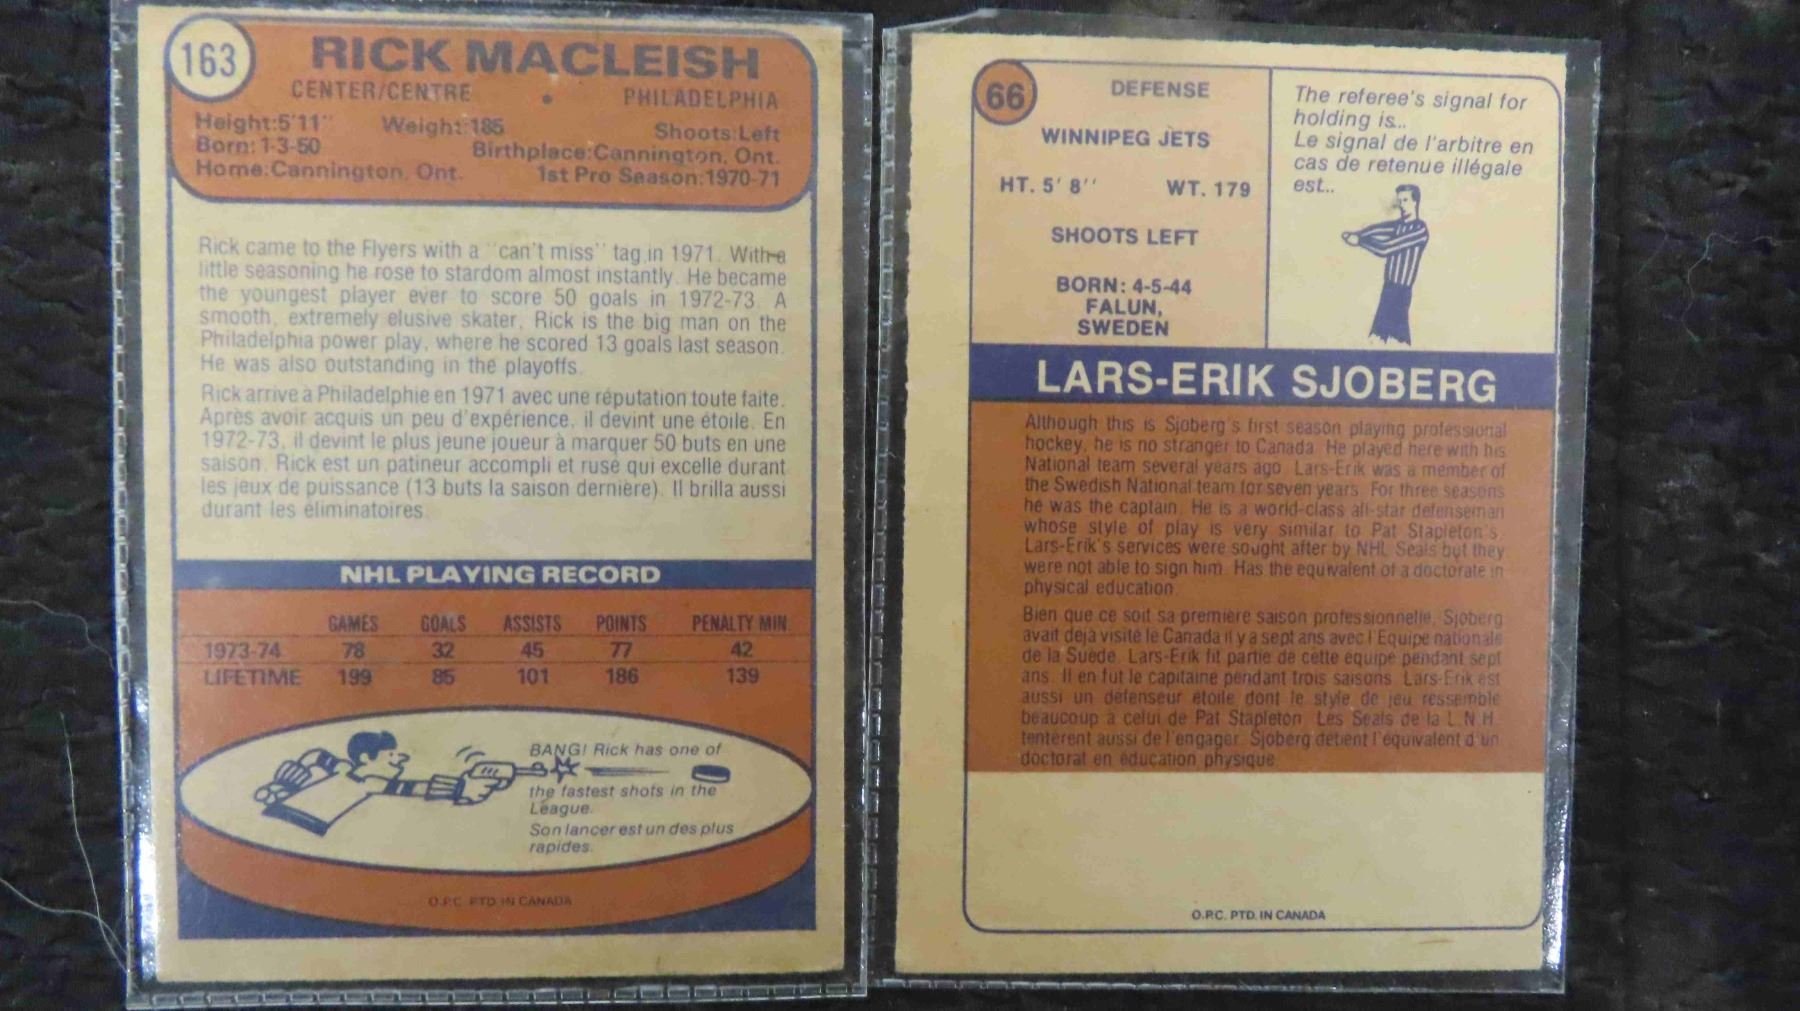 163
RICK MACLEISH
CENTER/CENTRE • PHILADELPHIA
Height:5'11" Weight:185 Shoots:Left
Born:1-3-50 Birthplace:Cannington, Ont.
Home:Cannington, Ont. 1st Pro Season:1970-71
Rick came to the Flyers with a "can't miss" tag in 1971. With a
little seasoning he rose to stardom almost instantly. He became
the youngest player ever to score 50 goals in 1972-73. A
smooth, extremely elusive skater, Rick is the big man on the
Philadelphia power play, where he scored 13 goals last season.
He was also outstanding in the playoffs.
Rick arrive à Philadelphie en 1971 avec une réputation toute faite.
Après avoir acquis un peu d'expérience, il devint une étoile. En
1972-73, il devint le plus jeune joueur à marquer 50 buts en une
saison. Rick est un patineur accompli et rusé qui excelle durant
les jeux de puissance (13 buts la saison dernière). Il brilla aussi
durant les éliminatoires.
NHL PLAYING RECORD
GAMES GOALS ASSISTS POINTS PENALTY MIN.
1973-74 78 32 45 77 42
LIFETIME 199 85 101 186 139
BANG! Rick has one of
the fastest shots in the
League.
Son lancer est un des plus
rapides.
O.P.C. PTD. IN CANADA
66
DEFENSE
WINNIPEG JETS
HT. 5' 8'' WT. 179
SHOOTS LEFT
BORN: 4-5-44
FALUN,
SWEDEN
The referee's signal for
holding is...
Le signal de l'arbitre en
cas de retenue illégale
est...
LARS-ERIK SJOBERG
Although this is Sjoberg's first season playing professional
hockey, he is no stranger to Canada. He played here with his
National team several years ago. Lars-Erik was a member of
the Swedish National team for seven years. For three seasons
he was the captain. He is a world-class all-star defenseman
whose style of play is very similar to Pat Stapleton's.
Lars-Erik's services were sought after by NHL Seals but they
were not able to sign him. Has the equivalent of a doctorate in
physical education.
Bien que ce soit sa première saison professionnelle, Sjoberg
avait déjà visité le Canada il y a sept ans avec l'Equipe nationale
de la Suède. Lars-Erik fit partie de cette équipe pendant sept
ans. Il en fut le capitaine pendant trois saisons. Lars-Erik est
aussi un défenseur étoile dont le style de jeu ressemble
beaucoup à celui de Pat Stapleton. Les Seals de la L.N.H.
tentèrent aussi de l'engager. Sjoberg détient l'équivalent d'un
doctorat en éducation physique.
O.P.C. PTD. IN CANADA